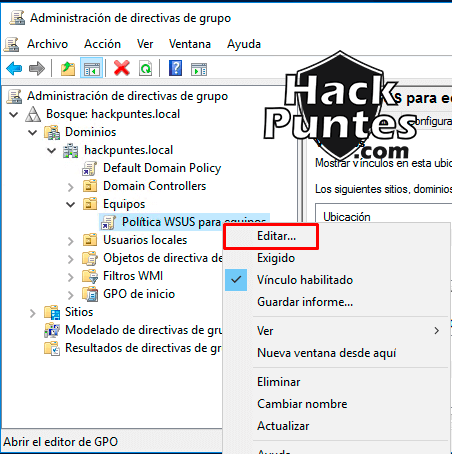 Administración de directivas de grupo
Archivo Acción Ver Ventana Ayuda
Administración de directivas de grupo
Bosque: hackpuntes.local
Dominios
hackpuntes.local
Default Domain Policy
Domain Controllers
Equipos
Política WSUS para equipos
Usuarios locales
Objetos de directiva de
Filtros WMI
GPO de inicio
Sitios
Modelado de directivas de gru
Resultados de directivas de gru
Hack
Puntes
.com
S para e
Configura
Mostrar vínculos en esta ubic
Los siguientes sitios, dominios
Ubicación
Editar...
Exigido
Vínculo habilitado
Guardar informe...
Ver
Nueva ventana desde aquí
Eliminar
Cambiar nombre
Actualizar
Abrir el editor de GPO